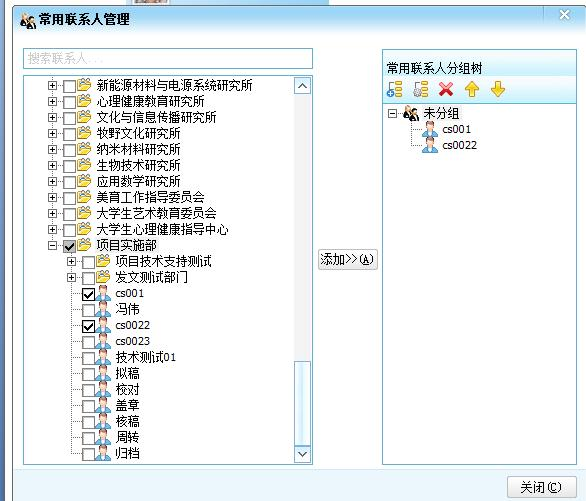 常用联系人管理
搜索联系人...
新能源材料与电源系统研究所
心理健康教育研究所
文化与信息传播研究所
牧野文化研究所
纳米材料研究所
生物技术研究所
应用数学研究所
美育工作指导委员会
大学生艺术教育委员会
大学生心理健康指导中心
项目实施部
项目技术支持测试
发文测试部门
cs001
冯伟
cs0022
cs0023
技术测试01
拟稿
校对
盖章
核稿
周转
归档
添加>>(A)
常用联系人分组树
未分组
cs001
cs0022
关闭(C)